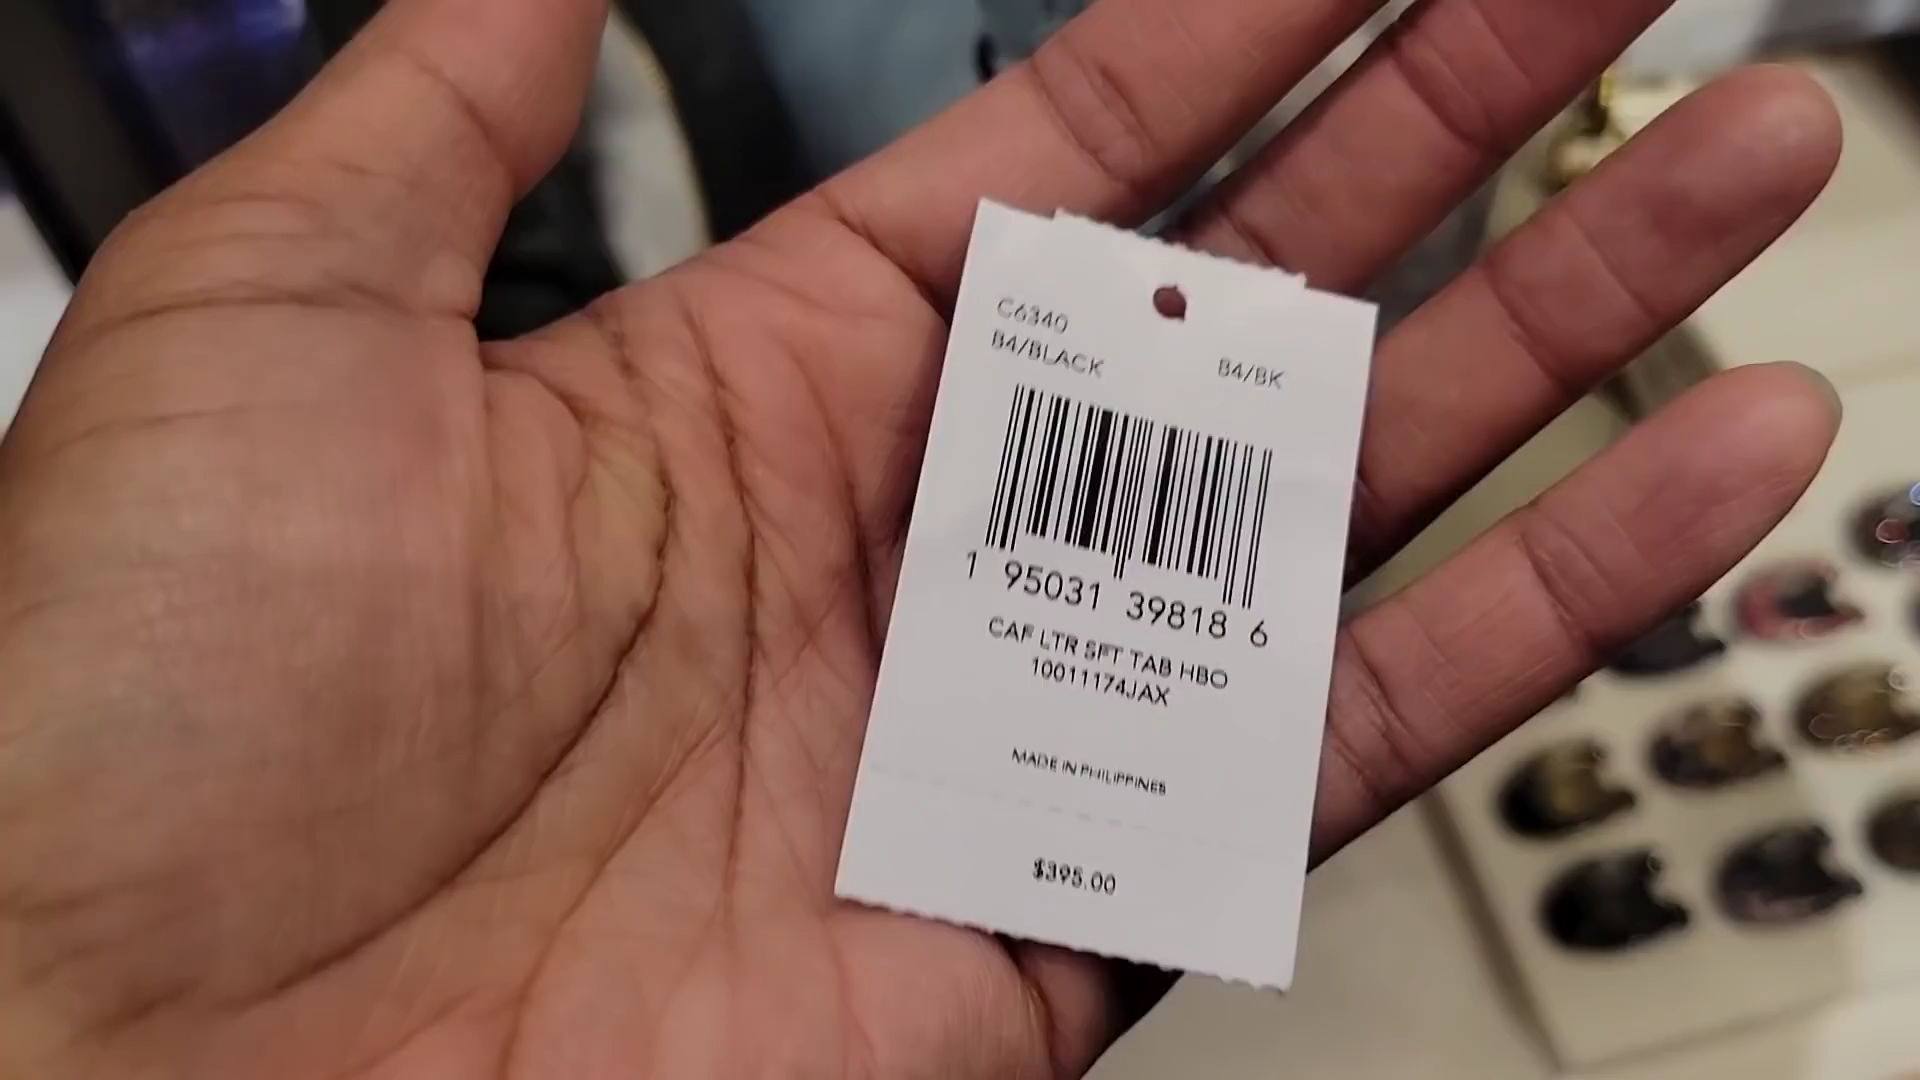 C6340
B4/BLACK B4/BK
1 95031 39818 6
CAF LTR SFT TAB HBO
10011174JAX
MADE IN PHILIPPINES
$395.00